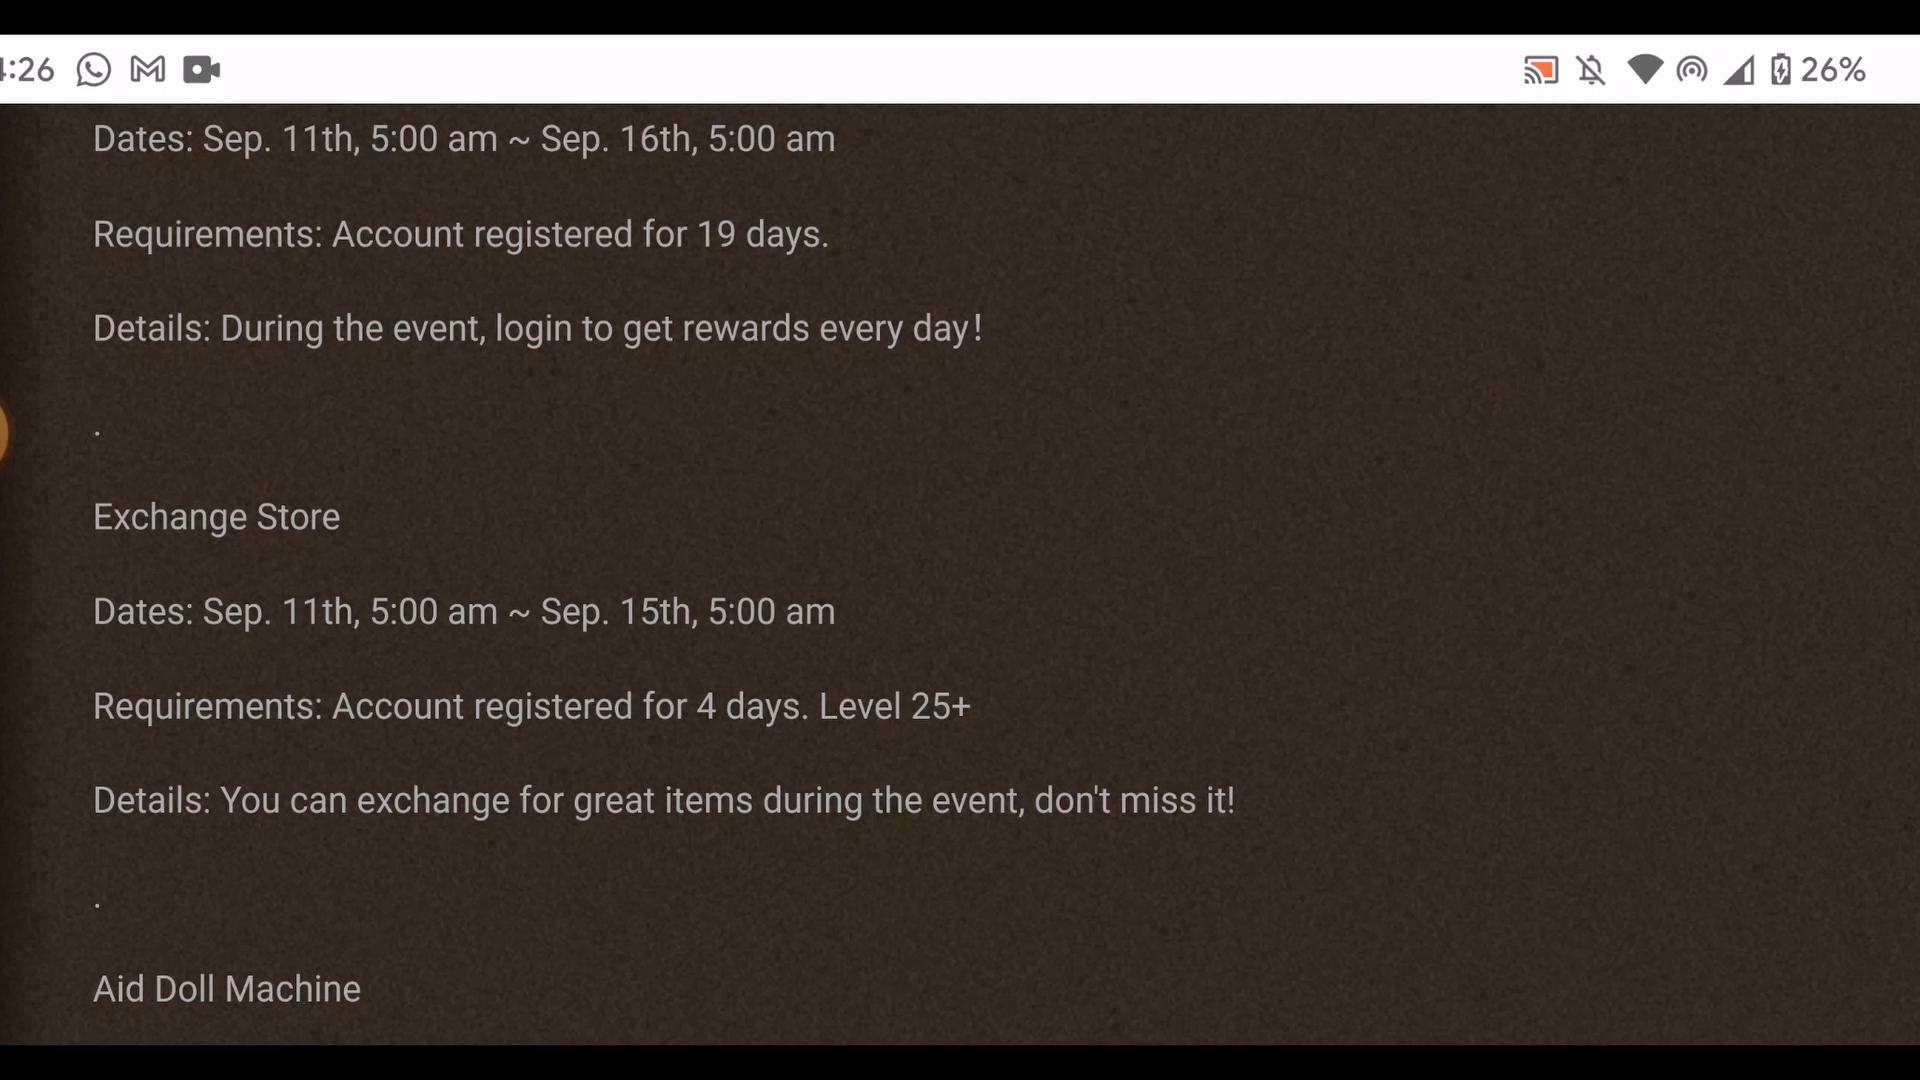 4:26 26%
Dates: Sep. 11th, 5:00 am ~ Sep. 16th, 5:00 am
Requirements: Account registered for 19 days.
Details: During the event, login to get rewards every day!
.
Exchange Store
Dates: Sep. 11th, 5:00 am ~ Sep. 15th, 5:00 am
Requirements: Account registered for 4 days. Level 25+
Details: You can exchange for great items during the event, don't miss it!
.
Aid Doll Machine